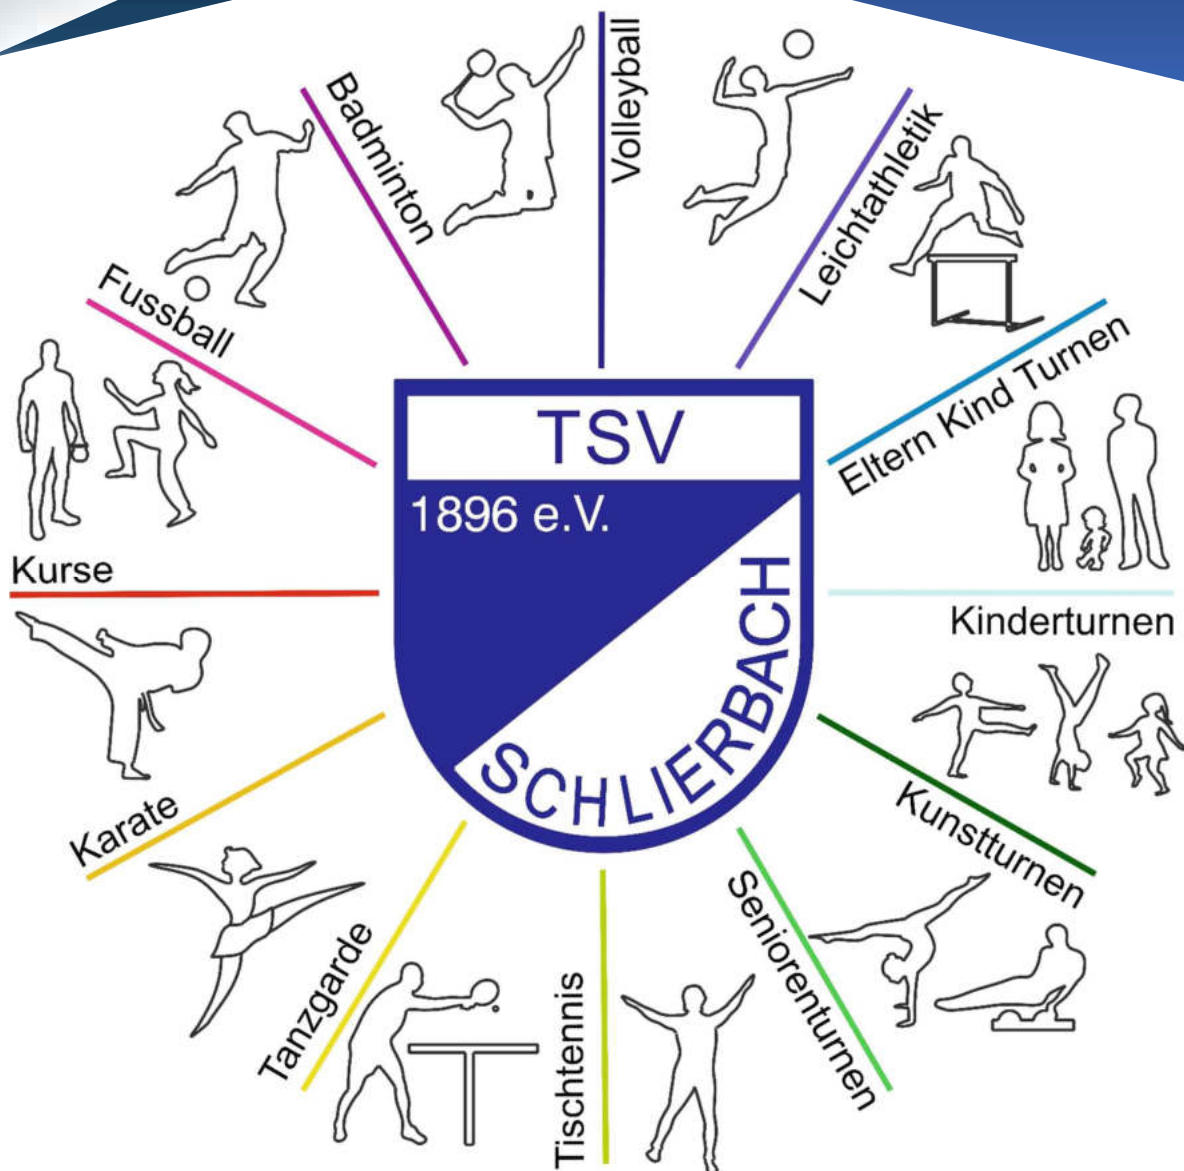 Volleyball
Leichtathletik
Eltern Kind Turnen
Kinderturnen
Kunstturnen
Seniorenturnen
Tischtennis
Tanzgarde
Karate
Kurse
Fussball
Badminton
TSV
1896 e.V.
SCHLIERBACH